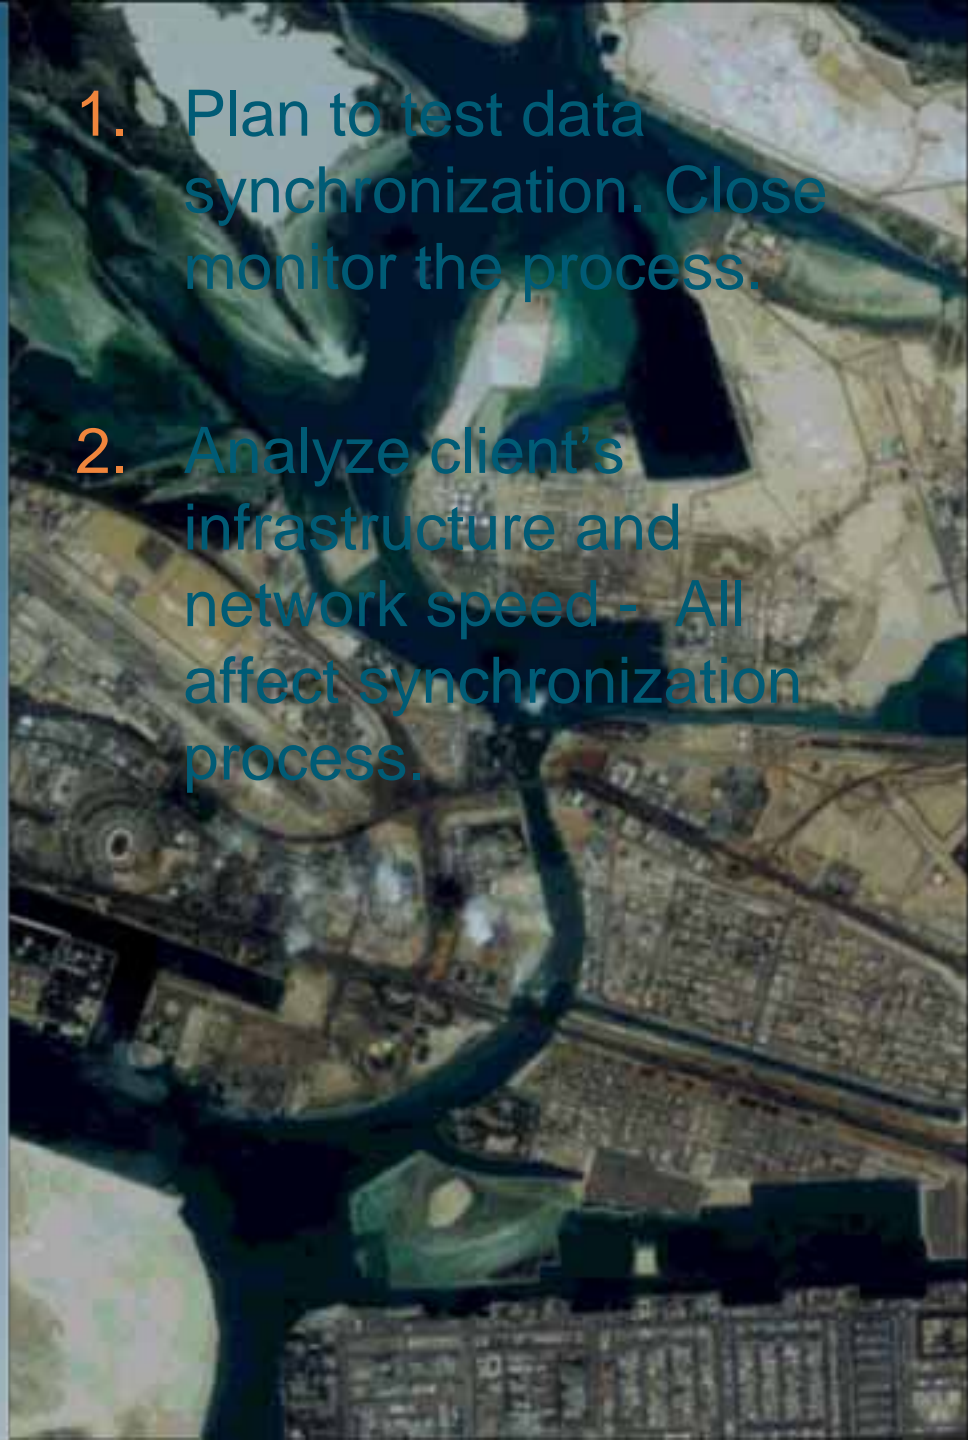 1. Plan to test data
synchronization. Close
monitor the process.
2. Analyze client’s
infrastructure and
network speed - All
affect synchronization
process.